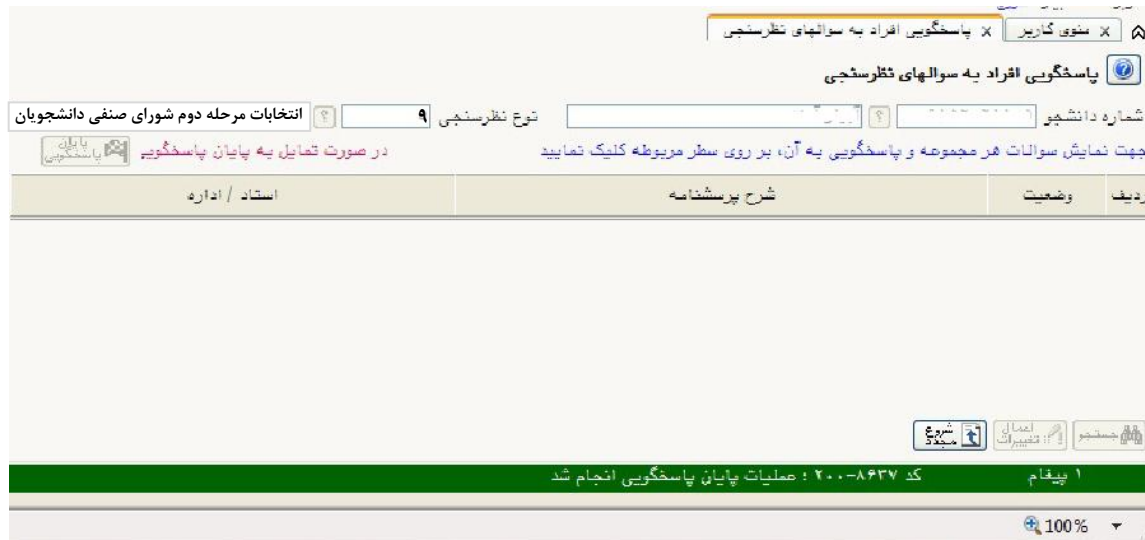 منوی کاربر x پاسخگویی افراد به سوالهای نظرسنجی x
پاسخگویی افراد به سوالهای نظرسنجی
شماره دانشجو ؟ نوع نظرسنجی ۹ ؟ انتخابات مرحله دوم شورای صنفی دانشجویان
جهت نمایش سوالات هر مجموعه و پاسخگویی به آن، بر روی سطر مربوطه کلیک نمایید در صورت تمایل به پایان پاسخگویی پایان پاسخگویی
ردیف وضعیت شرح پرسشنامه استاد / اداره
جستجو اعمال تغییرات شروع مجدد
۱ پیغام کد ۸۶۳۷-۲۰۰ : عملیات پایان پاسخگویی انجام شد
100%